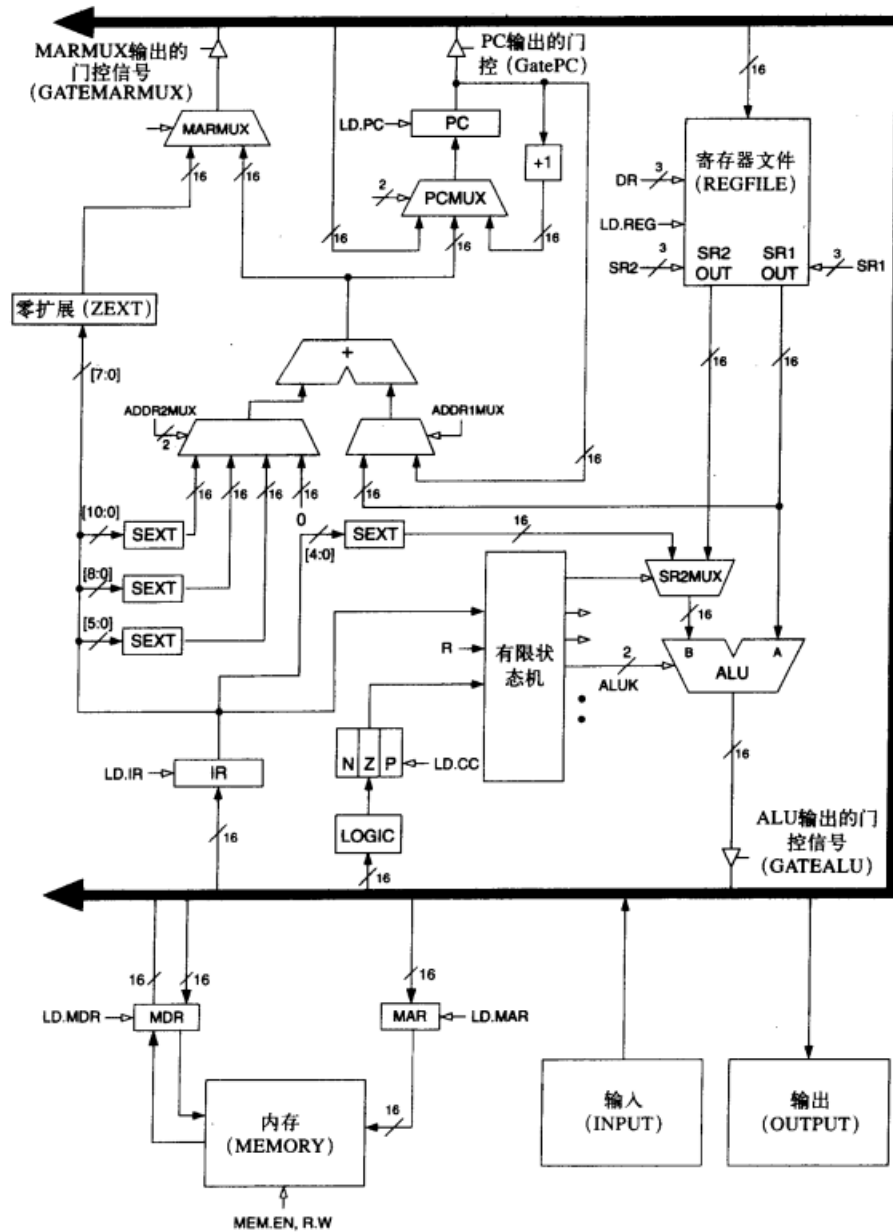 MARMUX输出的
门控信号
(GATEMARMUX)
PC输出的门
控 (GatePC)
16
MARMUX
LD.PC
PC
+1
寄存器文件
(REGFILE)
3
DR
LD.REG
3
SR2
SR2
OUT
SR1
OUT
3
SR1
16
16
2
PCMUX
16
16
16
零扩展 (ZEXT)
[7:0]
+
16
16
ADDR2MUX
2
ADDR1MUX
16
16
16
16
16
0
16
[10:0]
SEXT
[4:0]
SEXT
16
[8:0]
SEXT
SR2MUX
16
[5:0]
SEXT
R
有限状
态机
2
ALUK
B
A
ALU
N
Z
P
LD.CC
LD.IR
IR
16
LOGIC
16
16
ALU输出的门
控信号
(GATEALU)
16
16
16
LD.MDR
MDR
MAR
LD.MAR
内存
(MEMORY)
16
输入
(INPUT)
输出
(OUTPUT)
MEM.EN, R.W